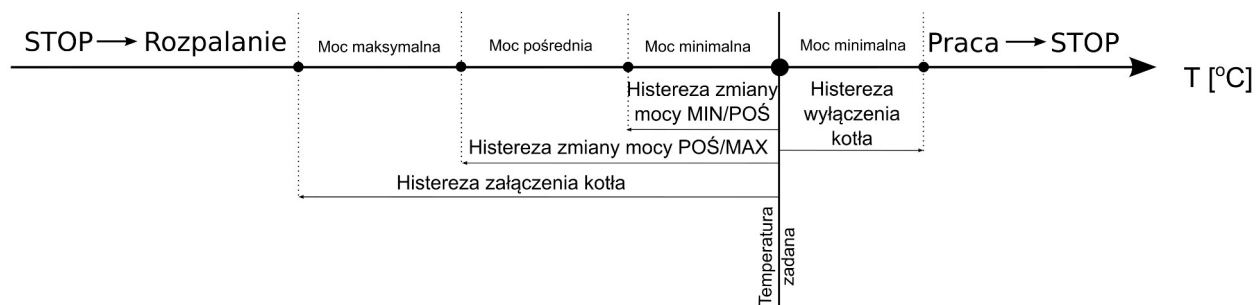 STOP → Rozpalanie
Moc maksymalna
Moc pośrednia
Moc minimalna
Moc minimalna
Praca → STOP
T [°C]
Histereza zmiany
mocy MIN/POŚ
Histereza
wyłączenia
kotła
Histereza zmiany mocy POŚ/MAX
Histereza załączenia kotła
Temperatura
zadana